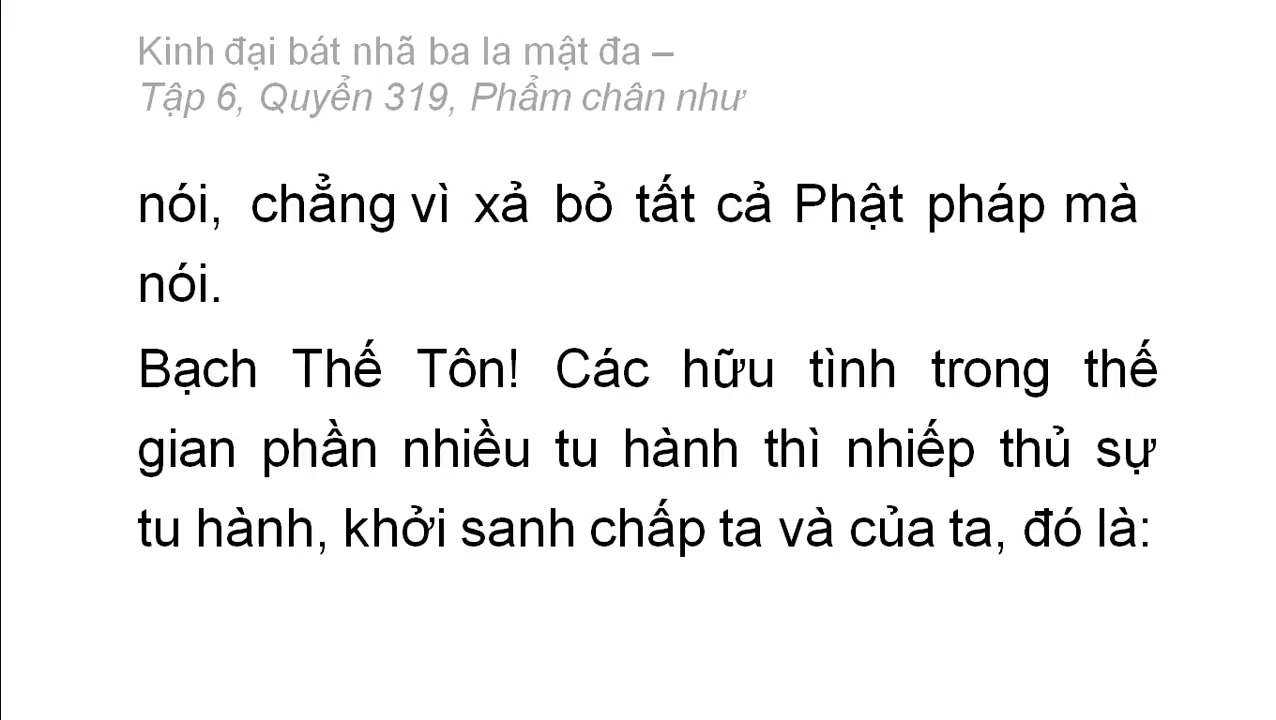 Kinh đại bát nhã ba la mật đa –
Tập 6, Quyển 319, Phẩm chân như
nói, chẳng vì xả bỏ tất cả Phật pháp mà
nói.
Bạch Thế Tôn! Các hữu tình trong thế
gian phần nhiều tu hành thì nhiếp thủ sự
tu hành, khởi sanh chấp ta và của ta, đó là: